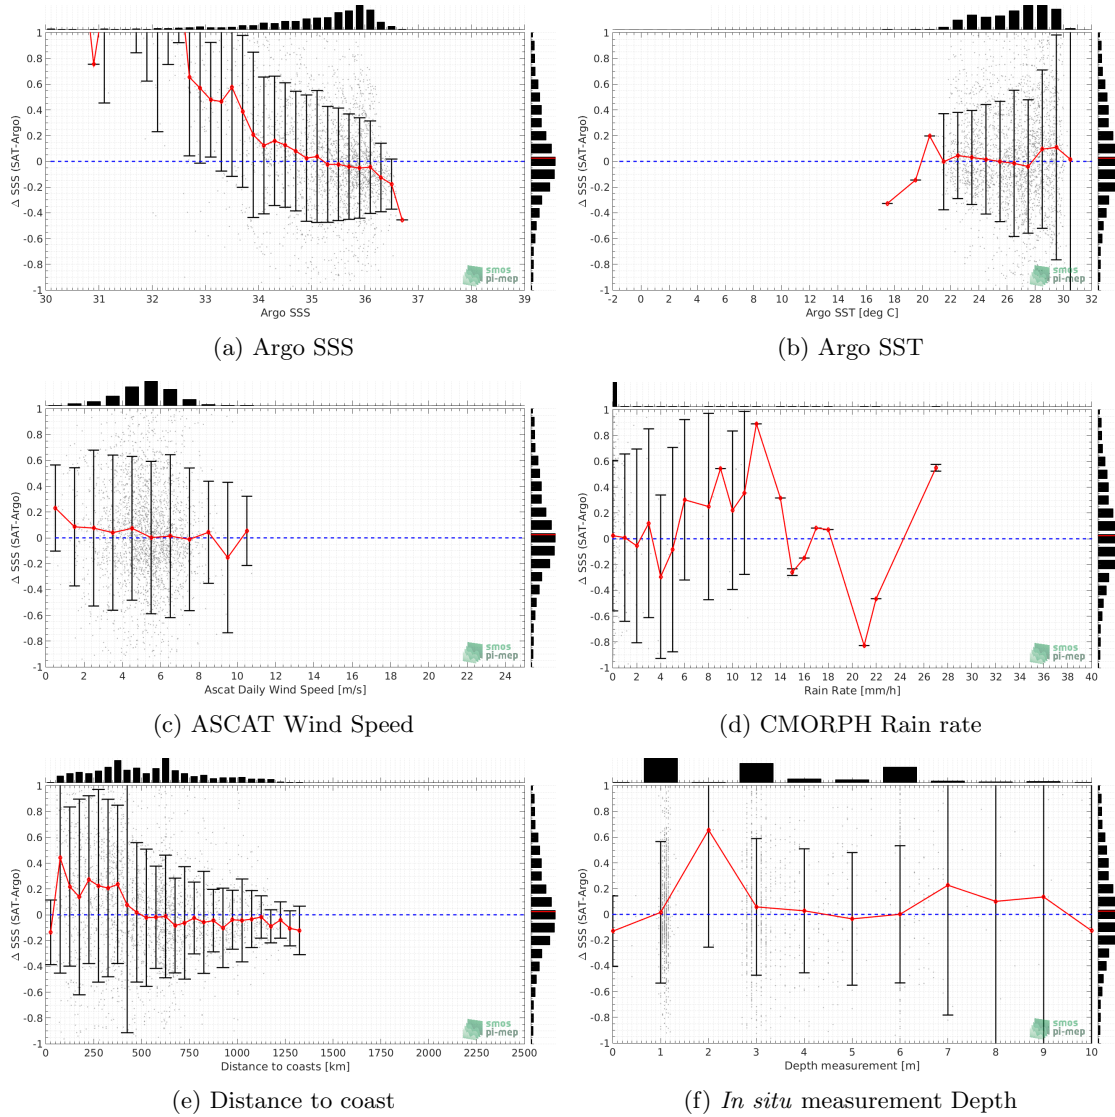 1
0.8
0.6
0.4
0.2
0
-0.2
-0.4
-0.6
-0.8
-1
Δ SSS (SAT-Argo)
30 31 32 33 34 35 36 37 38 39
Argo SSS
smos
pi-mep
(a) Argo SSS
1
0.8
0.6
0.4
0.2
0
-0.2
-0.4
-0.6
-0.8
-1
Δ SSS (SAT-Argo)
-2 0 2 4 6 8 10 12 14 16 18 20 22 24 26 28 30 32
Argo SST [deg C]
smos
pi-mep
(b) Argo SST
1
0.8
0.6
0.4
0.2
0
-0.2
-0.4
-0.6
-0.8
-1
Δ SSS (SAT-Argo)
0 2 4 6 8 10 12 14 16 18 20 22 24
Ascat Daily Wind Speed [m/s]
smos
pi-mep
(c) ASCAT Wind Speed
1
0.8
0.6
0.4
0.2
0
-0.2
-0.4
-0.6
-0.8
-1
Δ SSS (SAT-Argo)
0 2 4 6 8 10 12 14 16 18 20 22 24 26 28 30 32 34 36 38 40
Rain Rate [mm/h]
smos
pi-mep
(d) CMORPH Rain rate
1
0.8
0.6
0.4
0.2
0
-0.2
-0.4
-0.6
-0.8
-1
Δ SSS (SAT-Argo)
0 250 500 750 1000 1250 1500 1750 2000 2250 2500
Distance to coasts [km]
smos
pi-mep
(e) Distance to coast
1
0.8
0.6
0.4
0.2
0
-0.2
-0.4
-0.6
-0.8
-1
Δ SSS (SAT-Argo)
0 1 2 3 4 5 6 7 8 9 10
Depth measurement [m]
smos
pi-mep
(f) In situ measurement Depth